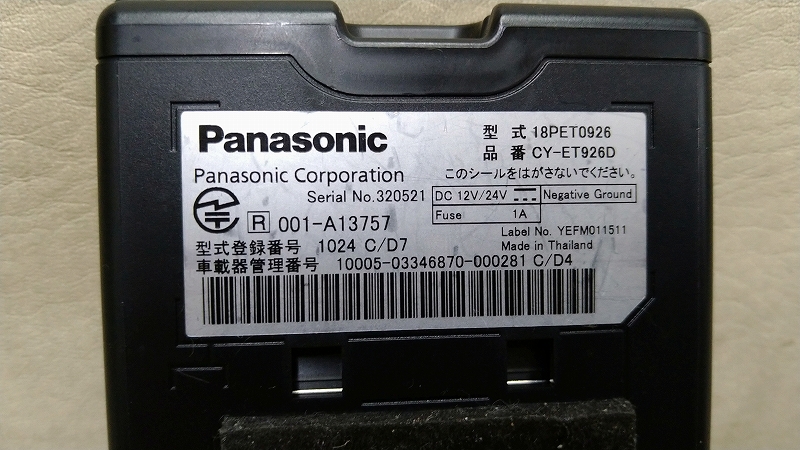 Panasonic
型式 18PET0926
品番 CY-ET926D
Panasonic Corporation
このシールをはがさないでください。
Serial No.320521
DC 12V/24V
Negative Ground
Fuse 1A
R 001-A13757
Label No. YEFM011511
Made in Thailand
型式登録番号 1024 C/D7
車載器管理番号 10005-03346870-000281 C/D4